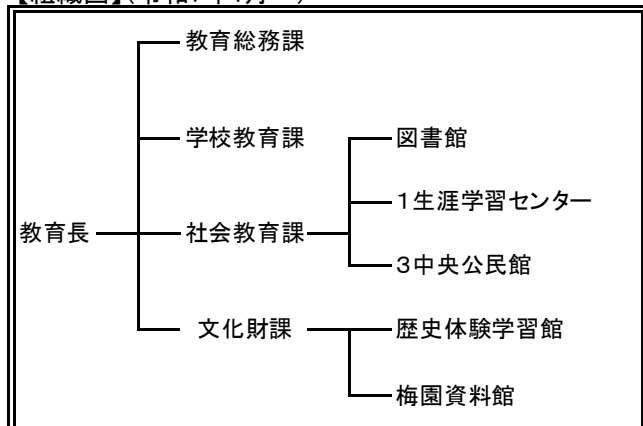 教育総務課
学校教育課
図書館
1生涯学習センター
教育長
社会教育課
3中央公民館
文化財課
歴史体験学習館
梅園資料館